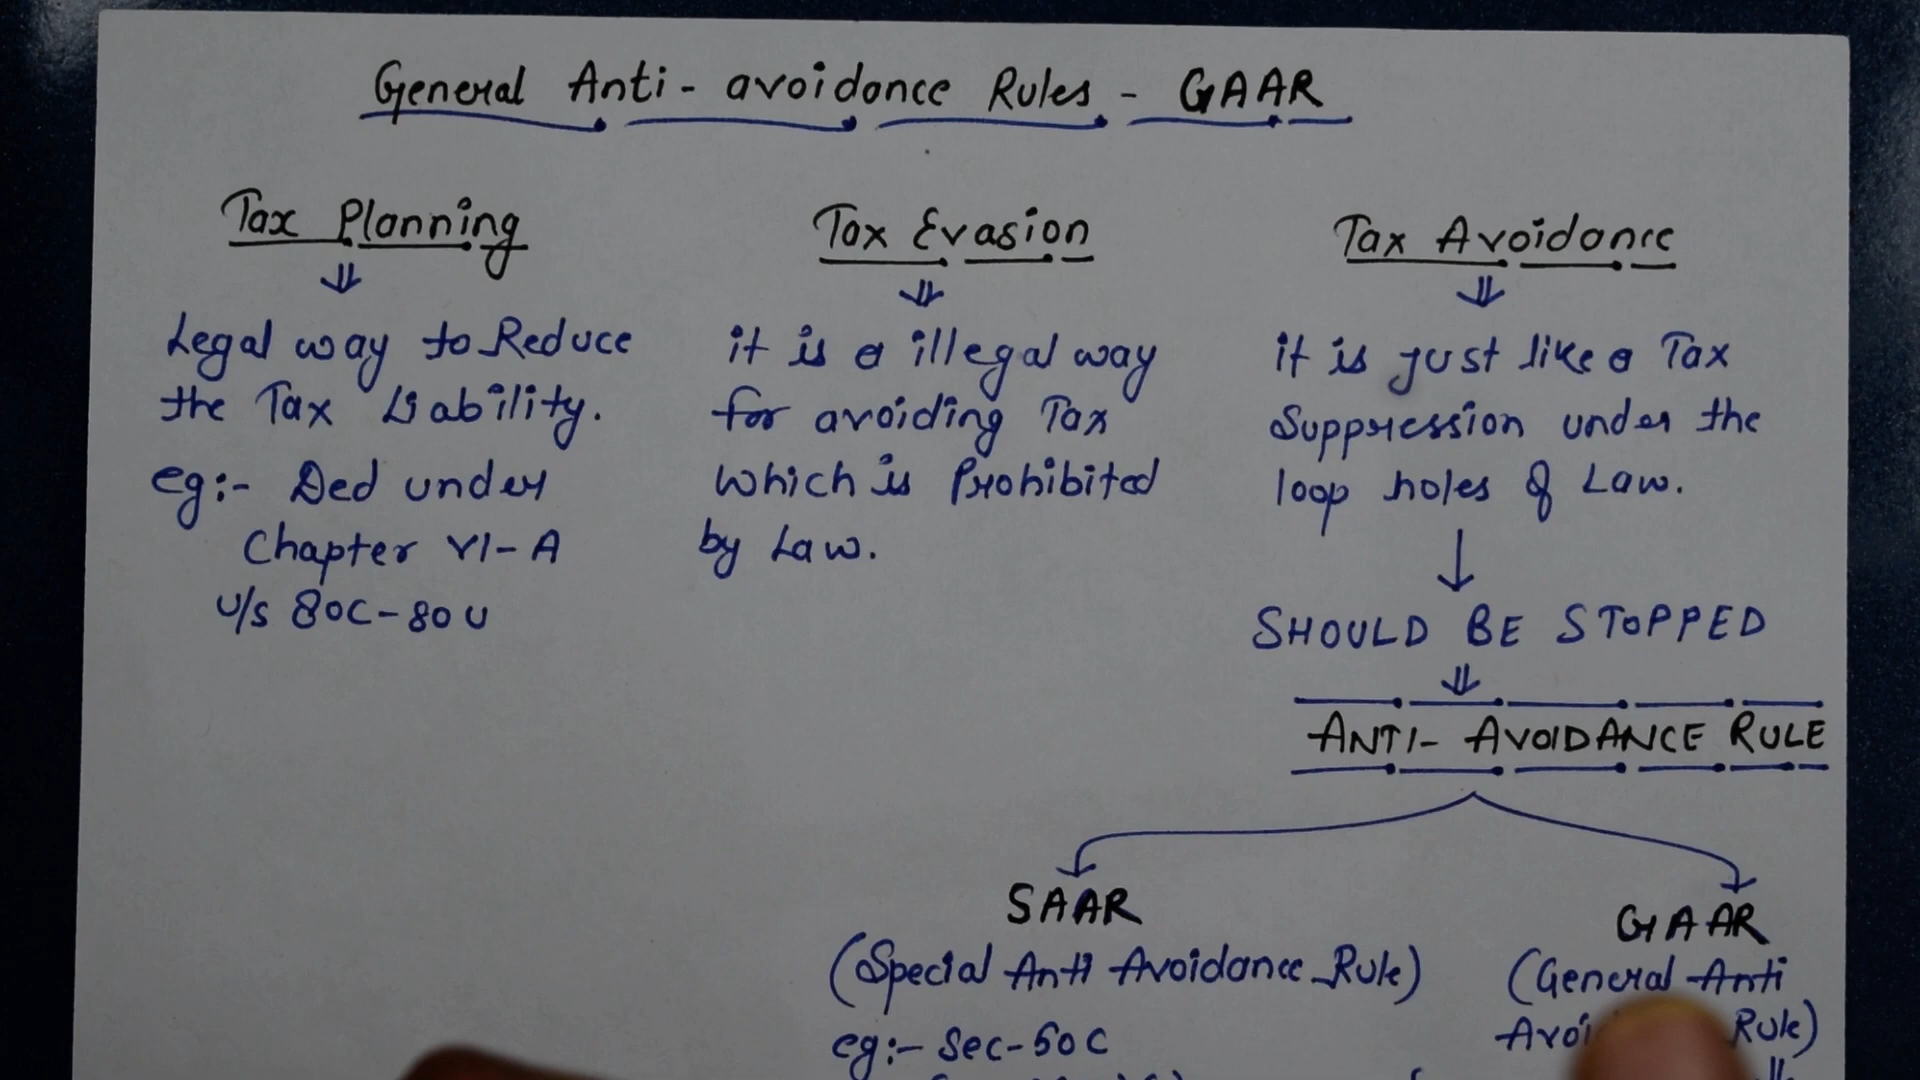 General Anti-avoidance Rules - GAAR
Tax Planning
Legal way to Reduce
the Tax Liability.
eg:- Ded under
Chapter VI-A
U/s 80C-80U
Tax Evasion
it is a illegal way
for avoiding Tax
which is Prohibited
by Law.
Tax Avoidance
it is just like a Tax
Suppression under the
loop holes of Law.
SHOULD BE STOPPED
ANTI-AVOIDANCE RULE
SAAR
(Special Anti Avoidance Rule)
eg:- Sec-50C
GAAR
(General Anti
Rule)